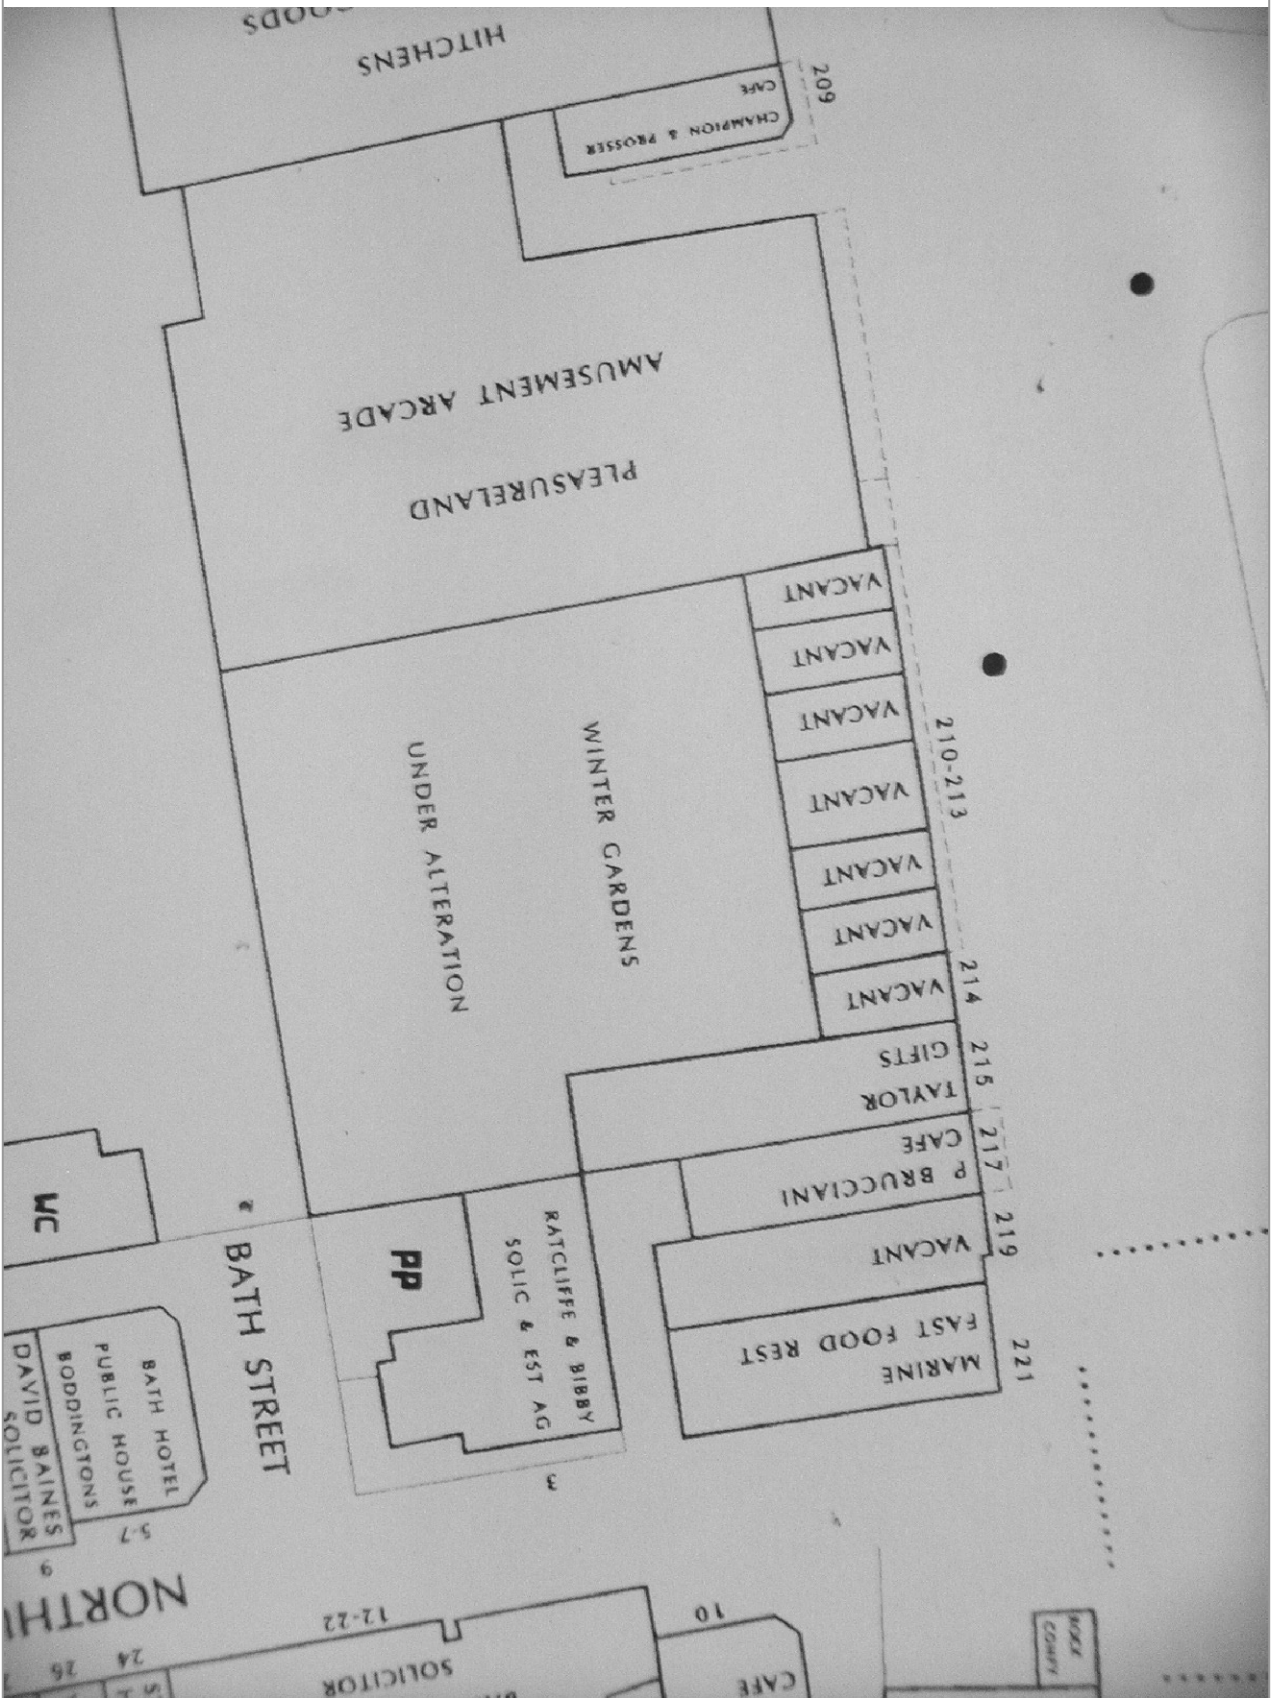 HITCHENS
GOODS
209
CHAMPION & PROSSER
CAFE
PLEASURELAND
AMUSEMENT ARCADE
VACANT
VACANT
VACANT
VACANT
VACANT
VACANT
VACANT
210-213
WINTER GARDENS
UNDER ALTERATION
214
215
TAYLOR
GIFTS
217
P BRUCCIANI
CAFE
219
VACANT
221
MARINE
FAST FOOD REST
RATCLIFFE & BIBBY
SOLIC & EST AG
3
PP
WC
BATH STREET
BATH HOTEL
PUBLIC HOUSE
BODDINGTONS
5-7
DAVID BAINES
SOLICITOR
9
12-22
10
24
26
SOLICITOR
CAFE
ROCK